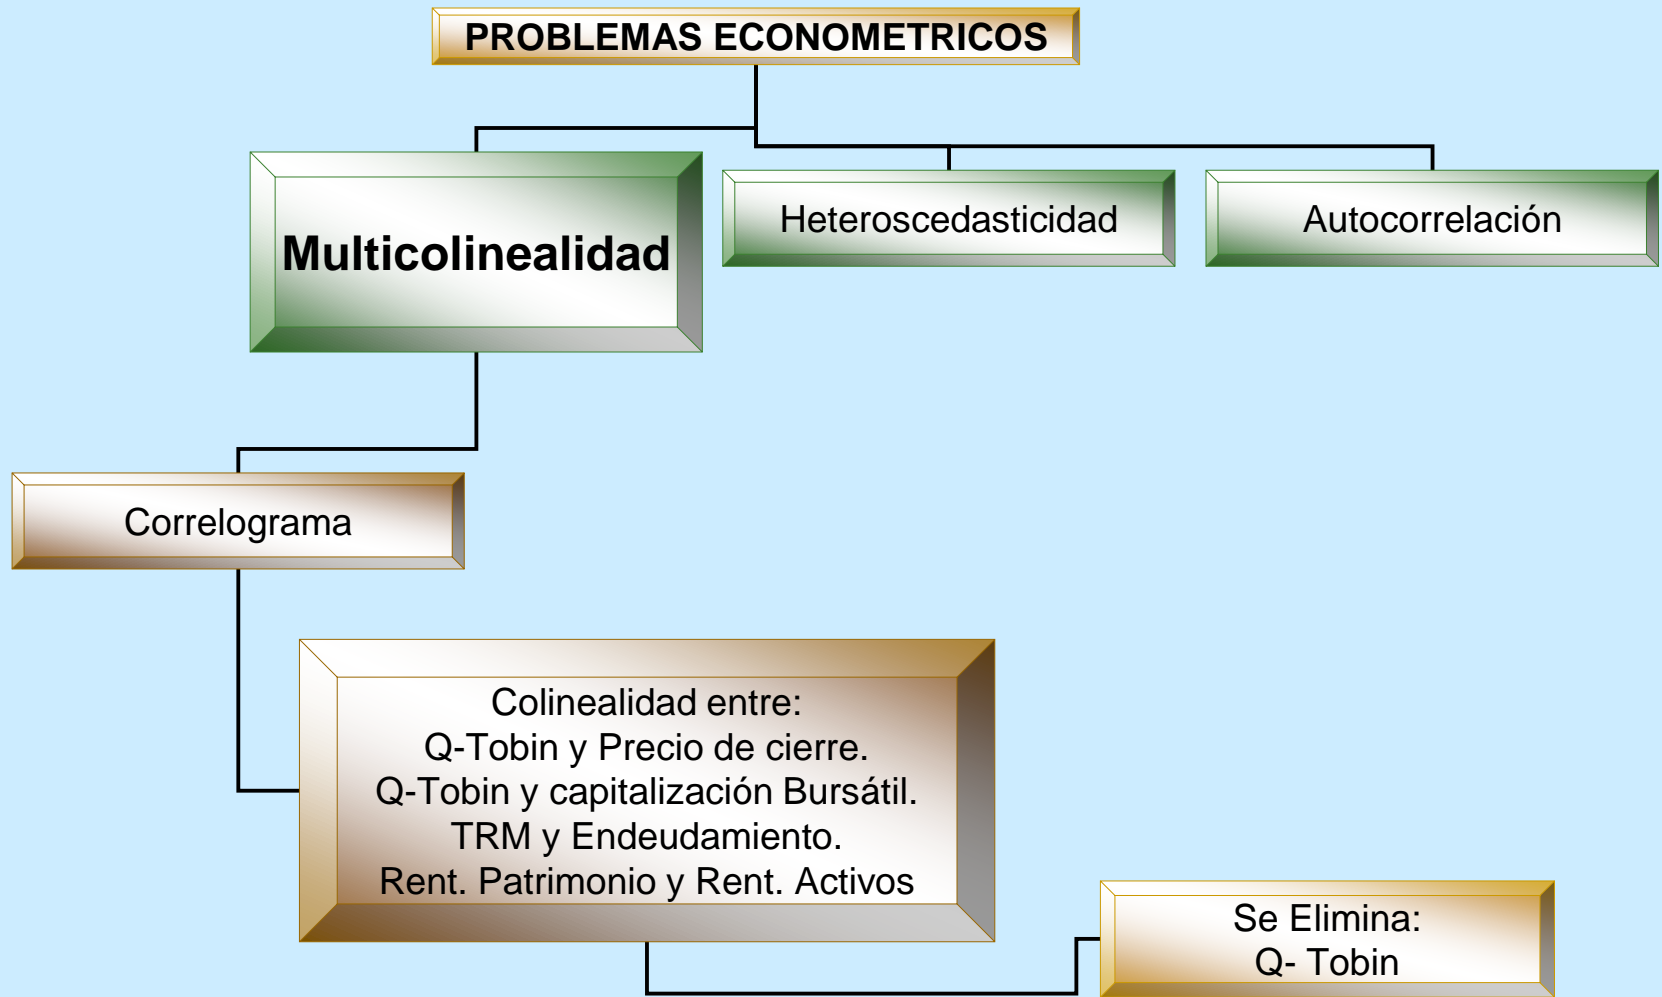 PROBLEMAS ECONOMETRICOS
Multicolinealidad
Heteroscedasticidad
Autocorrelación
Correlograma
Colinealidad entre:
Q-Tobin y Precio de cierre.
Q-Tobin y capitalización Bursátil.
TRM y Endeudamiento.
Rent. Patrimonio y Rent. Activos
Se Elimina:
Q- Tobin